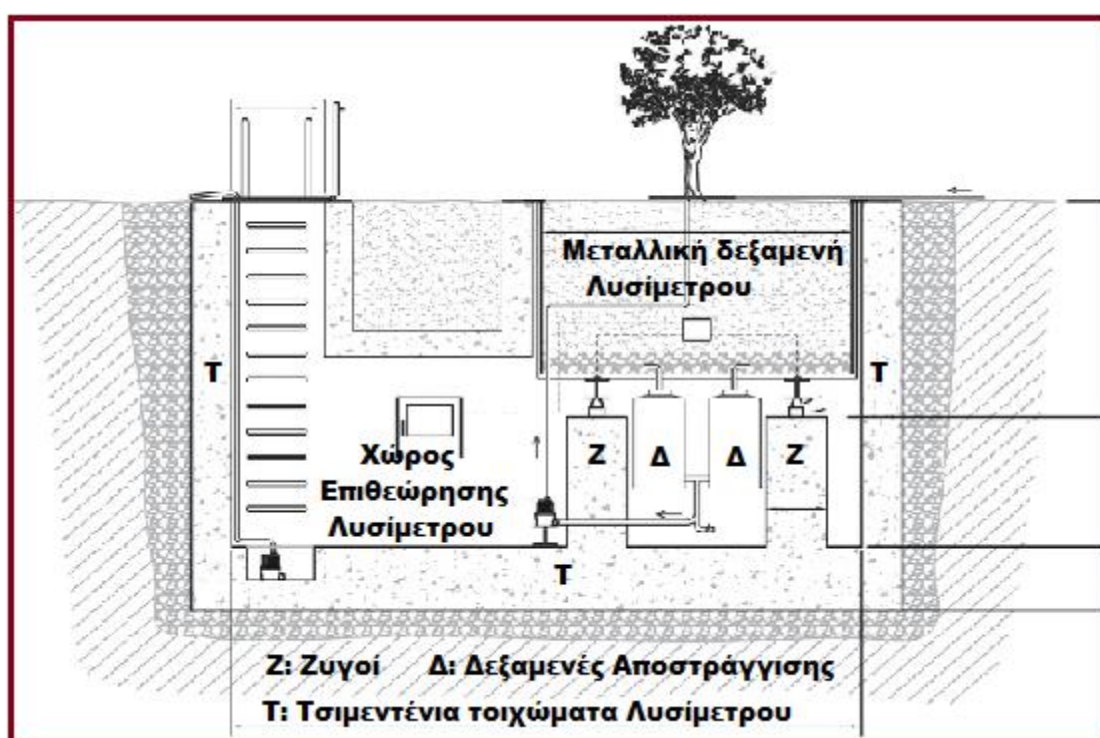 Μεταλλική δεξαμενή
Λυσίμετρου
Τ
Τ
Χώρος
Επιθεώρησης
Λυσίμετρου
Ζ
Δ
Δ
Ζ
Τ
Ζ: Ζυγοί Δ: Δεξαμενές Αποστράγγισης
Τ: Τσιμεντένια τοιχώματα Λυσίμετρου